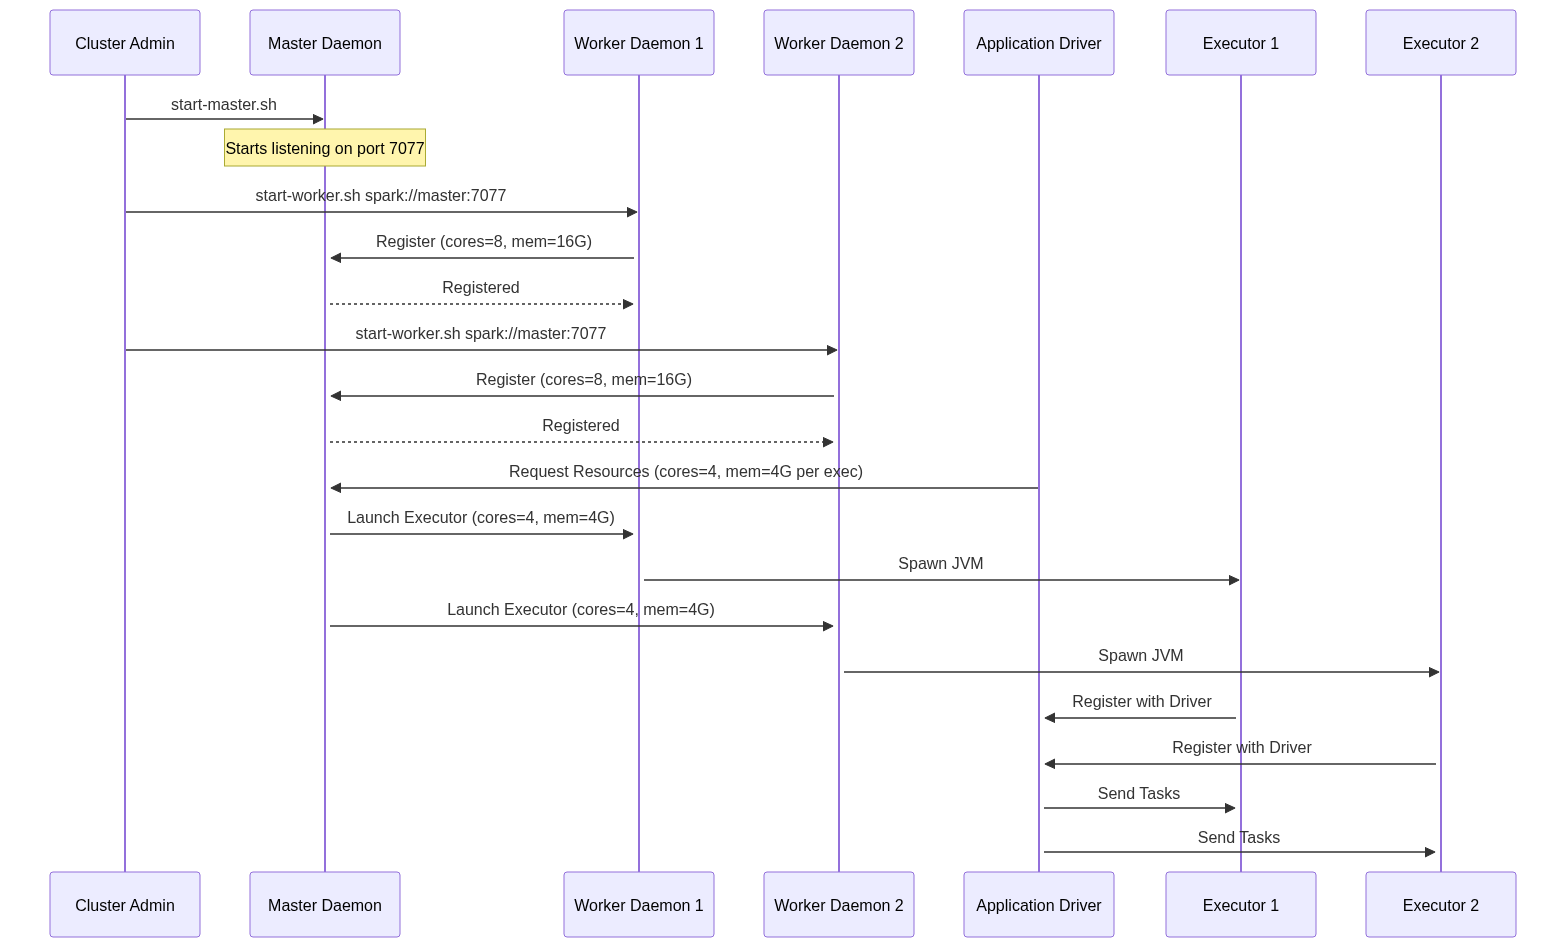 Cluster Admin
Master Daemon
Worker Daemon 1
Worker Daemon 2
Application Driver
Executor 1
Executor 2
start-master.sh
Starts listening on port 7077
start-worker.sh spark://master:7077
Register (cores=8, mem=16G)
Registered
start-worker.sh spark://master:7077
Register (cores=8, mem=16G)
Registered
Request Resources (cores=4, mem=4G per exec)
Launch Executor (cores=4, mem=4G)
Spawn JVM
Launch Executor (cores=4, mem=4G)
Spawn JVM
Register with Driver
Register with Driver
Send Tasks
Send Tasks
Cluster Admin
Master Daemon
Worker Daemon 1
Worker Daemon 2
Application Driver
Executor 1
Executor 2